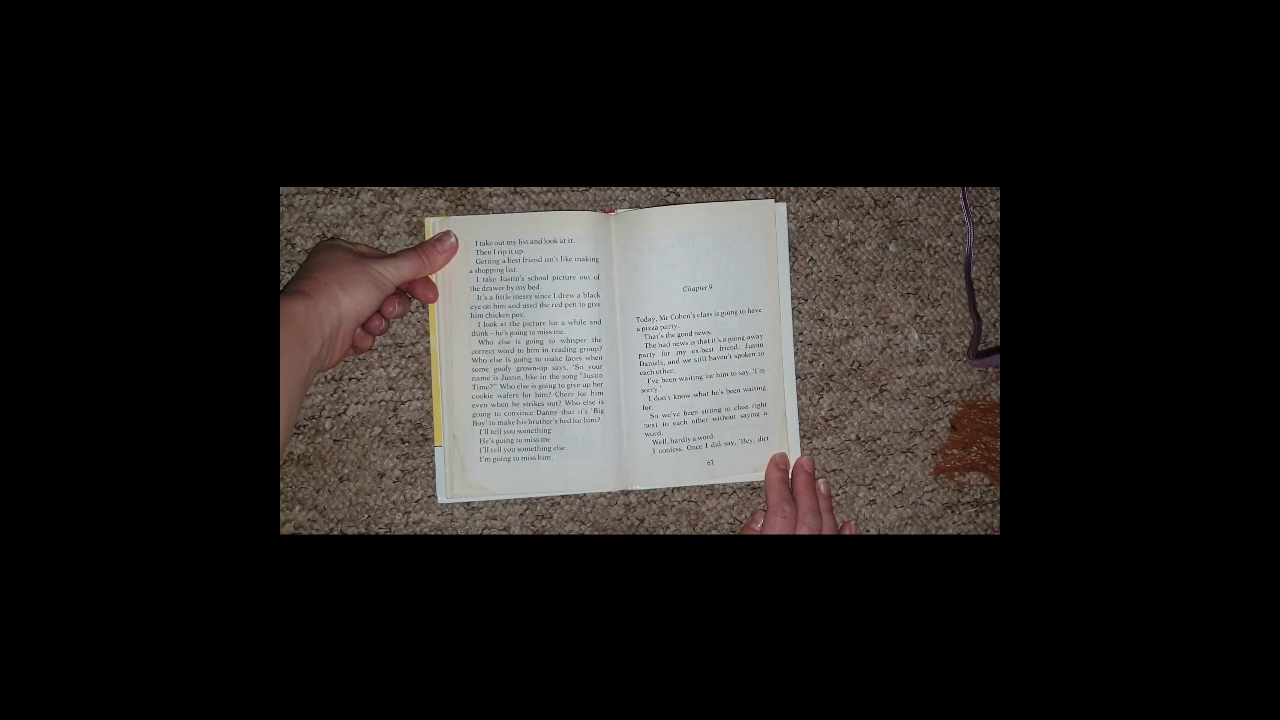 I take out my list and look at it.
Then I rip it up.
Getting a best friend isn't like making
a shopping list.
I take Justin's school picture out of
the drawer by my bed.
It's a little messy since I drew a black
eye on him and used the red pen to give
him chicken pox.
I look at the picture for a while and
think – he's going to miss me.
Who else is going to whisper the
correct word to him in reading group?
Who else is going to make faces when
some goofy grown-up says, 'So your
name is Justin, like in the song "Justin
Time?"' Who else is going to give up her
cookie wafers for him? Cheer for him
even when he strikes out? Who else is
going to convince Danny that it's 'Big
Boy' to make his brother's bed for him?
I'll tell you something
He's going to miss me
I'll tell you something else
I'm going to miss him.
Chapter 9
Today, Mr Cohen's class is going to have
a pizza party.
That's the good news.
The bad news is that it's a going-away
party for my ex-best friend, Justin
Daniels, and we still haven't spoken to
each other.
I've been waiting for him to say, 'I'm
sorry.'
I don't know what he's been waiting
for.
So we've been sitting in class right
next to each other without saying a
word.
Well, hardly a word.
I confess. Once I did say, 'Hey, dirt
67